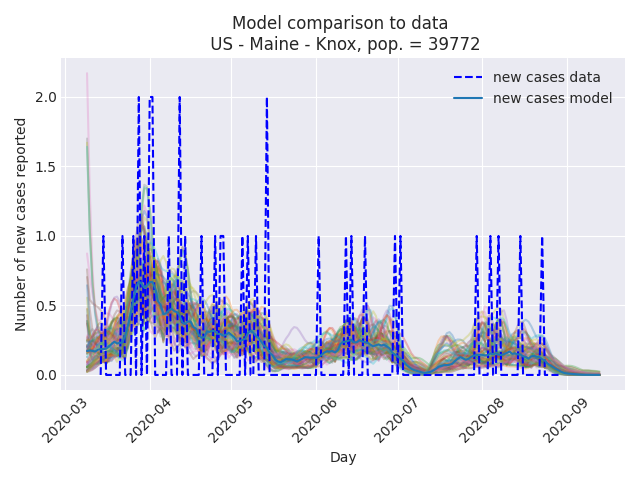 Model comparison to data
US - Maine - Knox, pop. = 39772
new cases data
new cases model
Number of new cases reported
2.0
1.5
1.0
0.5
0.0
2020-03
2020-04
2020-05
2020-06
2020-07
2020-08
2020-09
Day